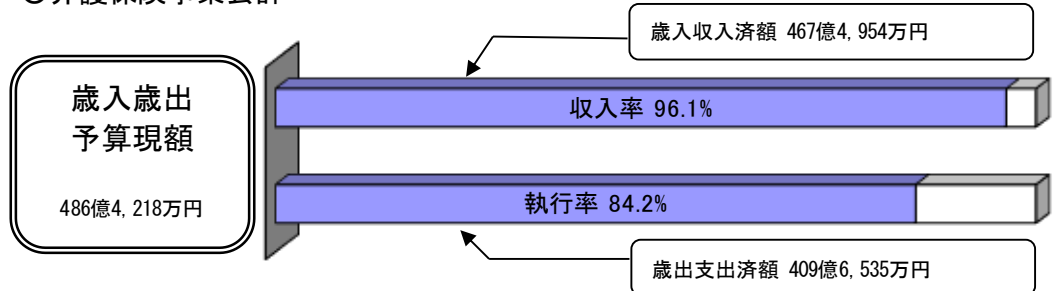 ○介護保険事業会計
歳入収入済額 467億4,954万円
歳入歳出
予算現額
486億4,218万円
収入率 96.1%
執行率 84.2%
歳出支出済額 409億6,535万円